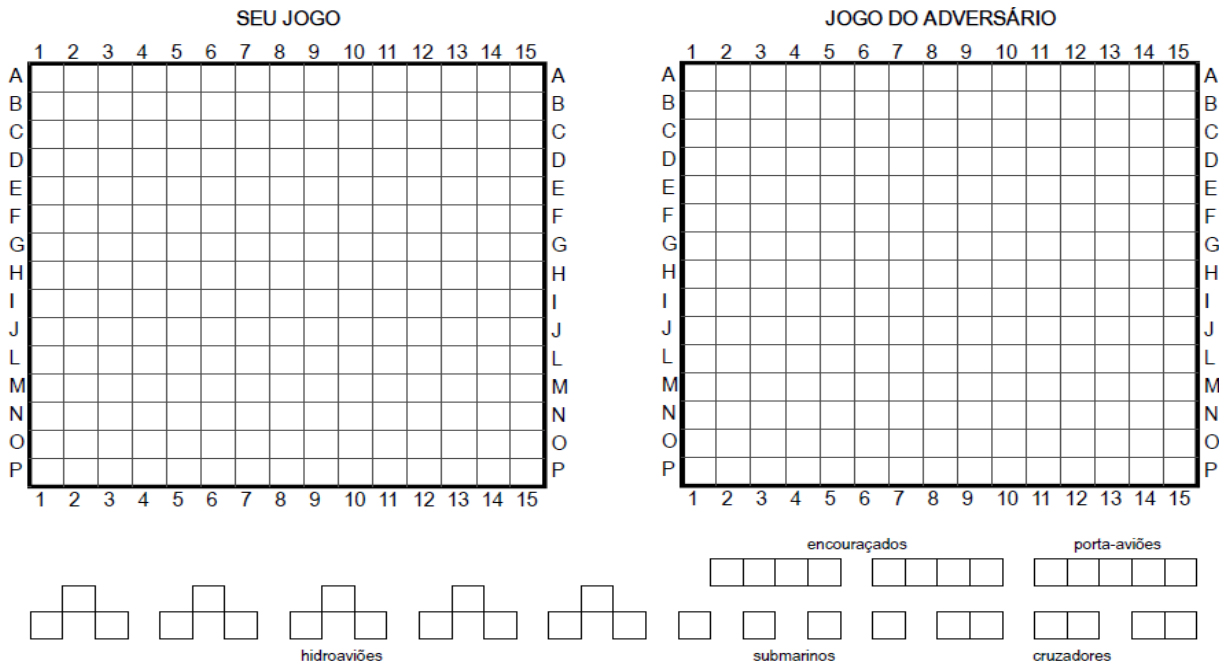 SEU JOGO JOGO DO ADVERSÁRIO
1 2 3 4 5 6 7 8 9 10 11 12 13 14 15 1 2 3 4 5 6 7 8 9 10 11 12 13 14 15
A A A A
B B B B
C C C C
D D D D
E E E E
F F F F
G G G G
H H H H
I I I I
J J J J
L L L L
M M M M
N N N N
O O O O
P P P P
1 2 3 4 5 6 7 8 9 10 11 12 13 14 15 1 2 3 4 5 6 7 8 9 10 11 12 13 14 15
encouraçados porta-aviões
hidroaviões submarinos cruzadores